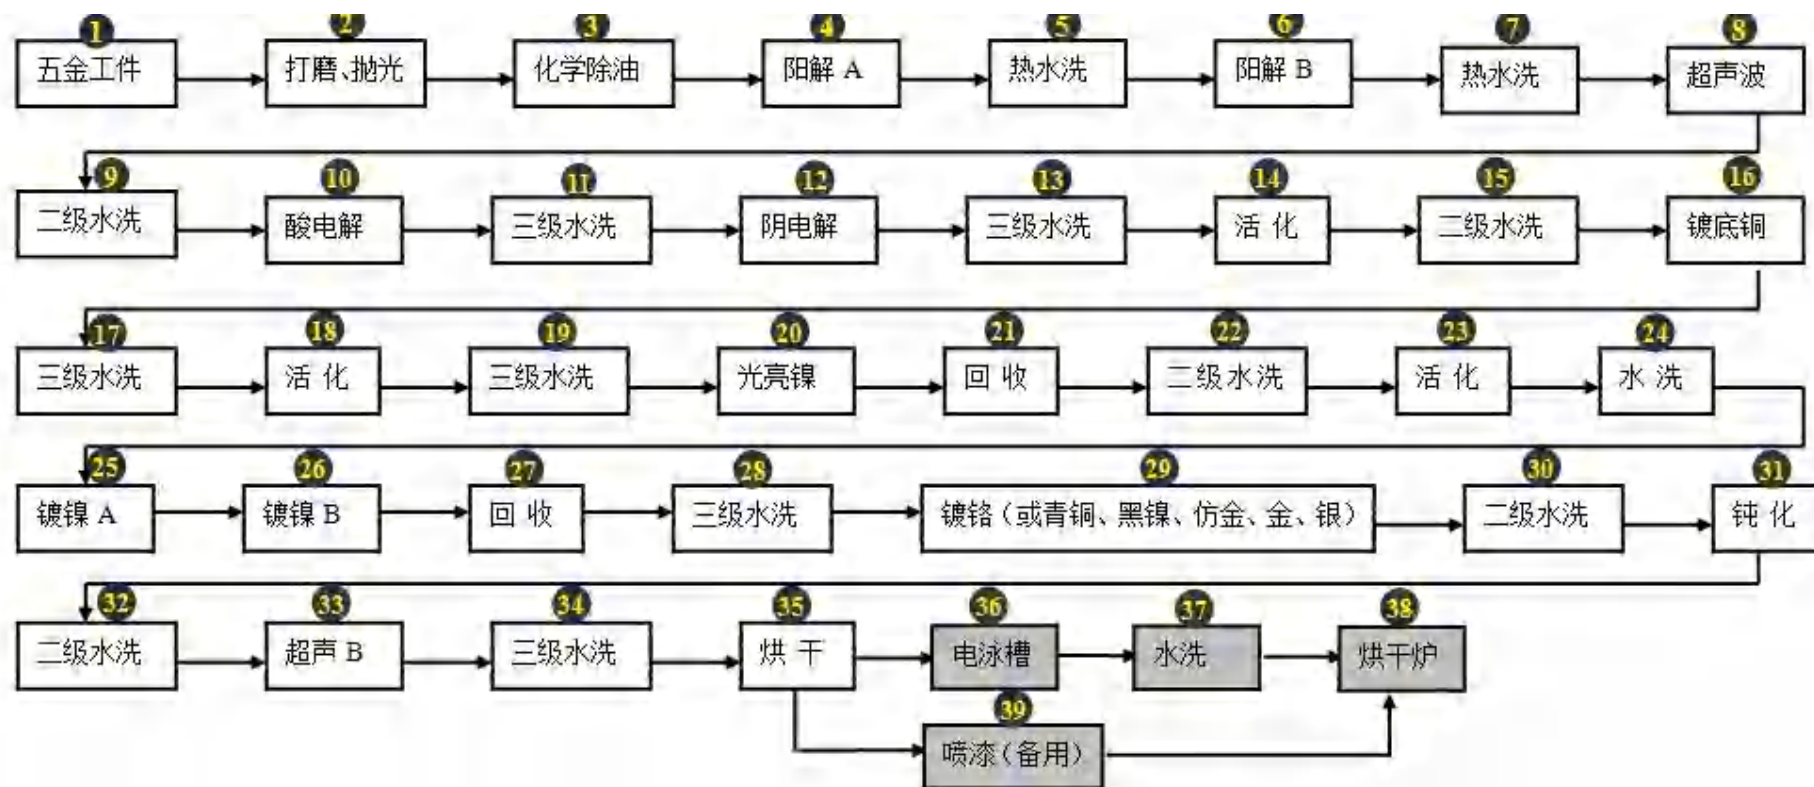 1 2 3 4 5 6 7 8
五金工件 打磨、抛光 化学除油 阳解 A 热水洗 阳解 B 热水洗 超声波
9 10 11 12 13 14 15 16
二级水洗 酸电解 三级水洗 阴电解 三级水洗 活 化 二级水洗 镀底铜
17 18 19 20 21 22 23 24
三级水洗 活 化 三级水洗 光亮镍 回 收 二级水洗 活 化 水 洗
25 26 27 28 29 30 31
镀镍 A 镀镍 B 回 收 三级水洗 镀铬(或青铜、黑镍、仿金、金、银) 二级水洗 钝 化
32 33 34 35 36 37 38
二级水洗 超声 B 三级水洗 烘 干 电泳槽 水洗 烘干炉
39
喷漆(备用)